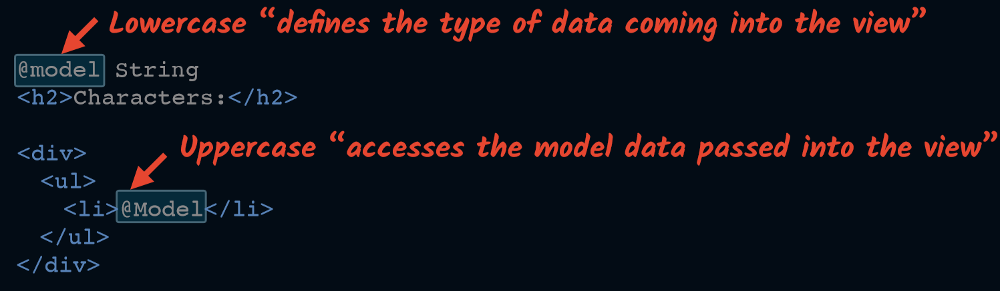 Lowercase “defines the type of data coming into the view”
@model String
<h2>Characters:</h2>
Uppercase “accesses the model data passed into the view”
<div>
<ul>
<li>@Model</li>
</ul>
</div>